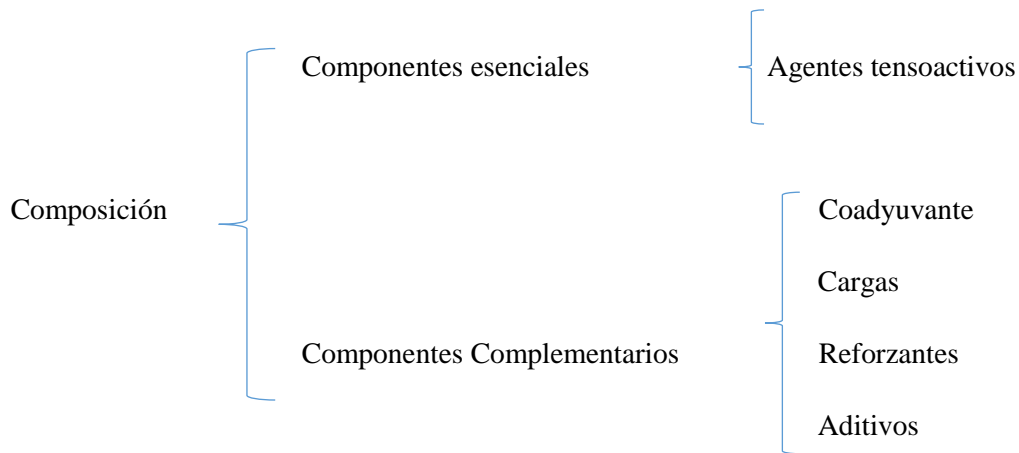 Componentes esenciales
Agentes tensoactivos
Composición
Componentes Complementarios
Coadyuvante
Cargas
Reforzantes
Aditivos